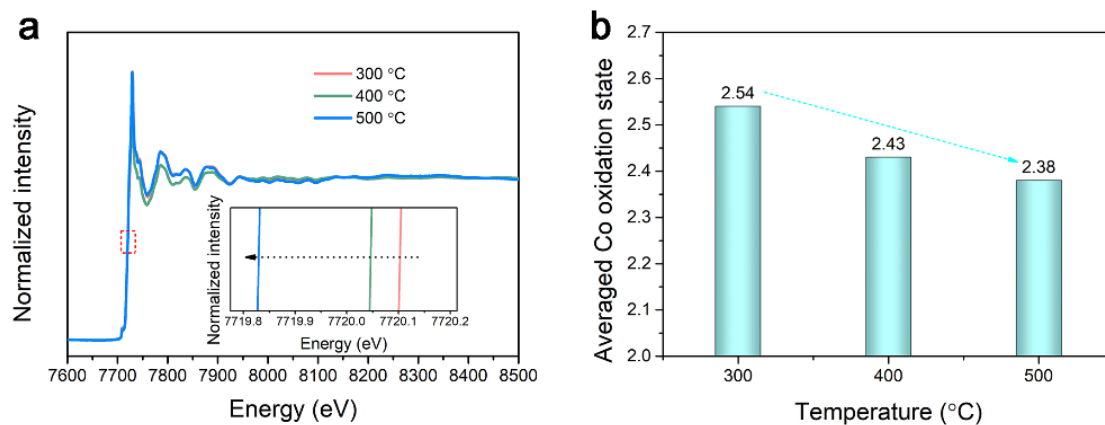 a
Normalized intensity
300 °C
400 °C
500 °C
Normalized intensity
7719.8 7719.9 7720.0 7720.1 7720.2
Energy (eV)
7600 7700 7800 7900 8000 8100 8200 8300 8400 8500
Energy (eV)
b
Averaged Co oxidation state
2.7
2.6
2.5
2.4
2.3
2.2
2.1
2.0
2.54
2.43
2.38
300 400 500
Temperature (°C)